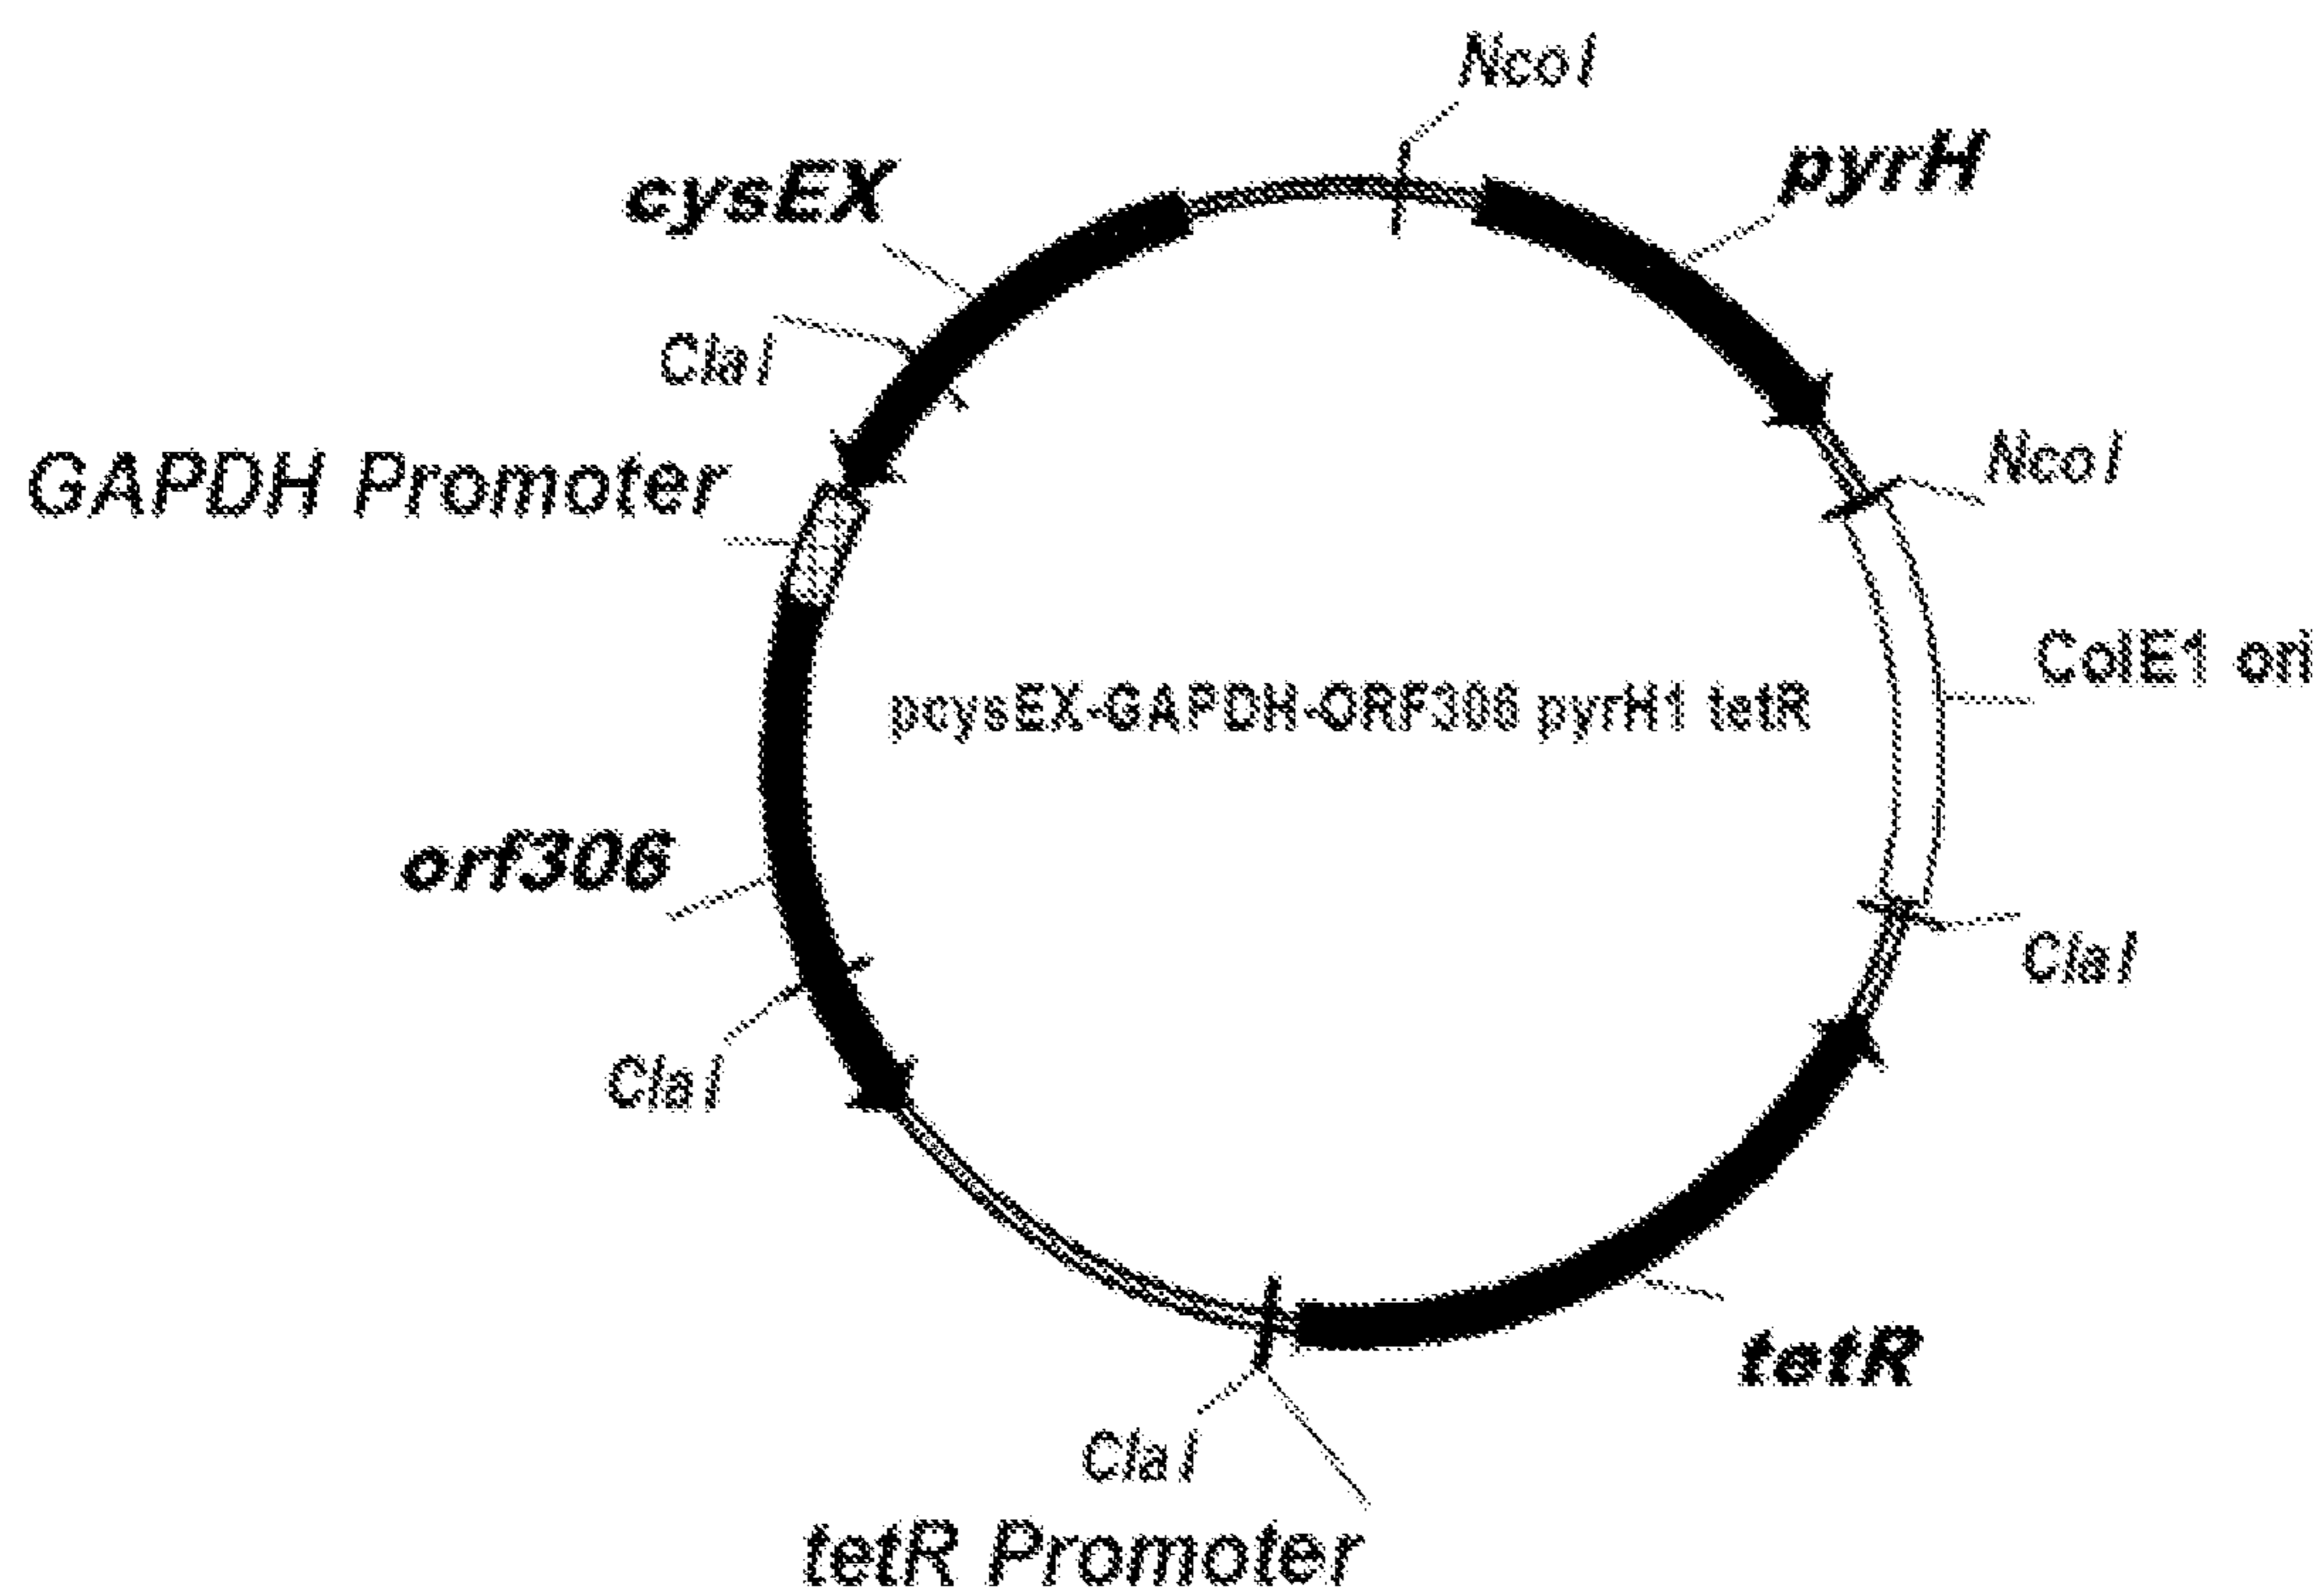 NcoI
pyrH
cysEX
ClaI
GAPDH Promoter
NcoI
ColE1 ori
pcysEX-GAPDH-ORF306 pyrH1 tetR
orf306
ClaI
ClaI
tetR
ClaI
tetR Promoter